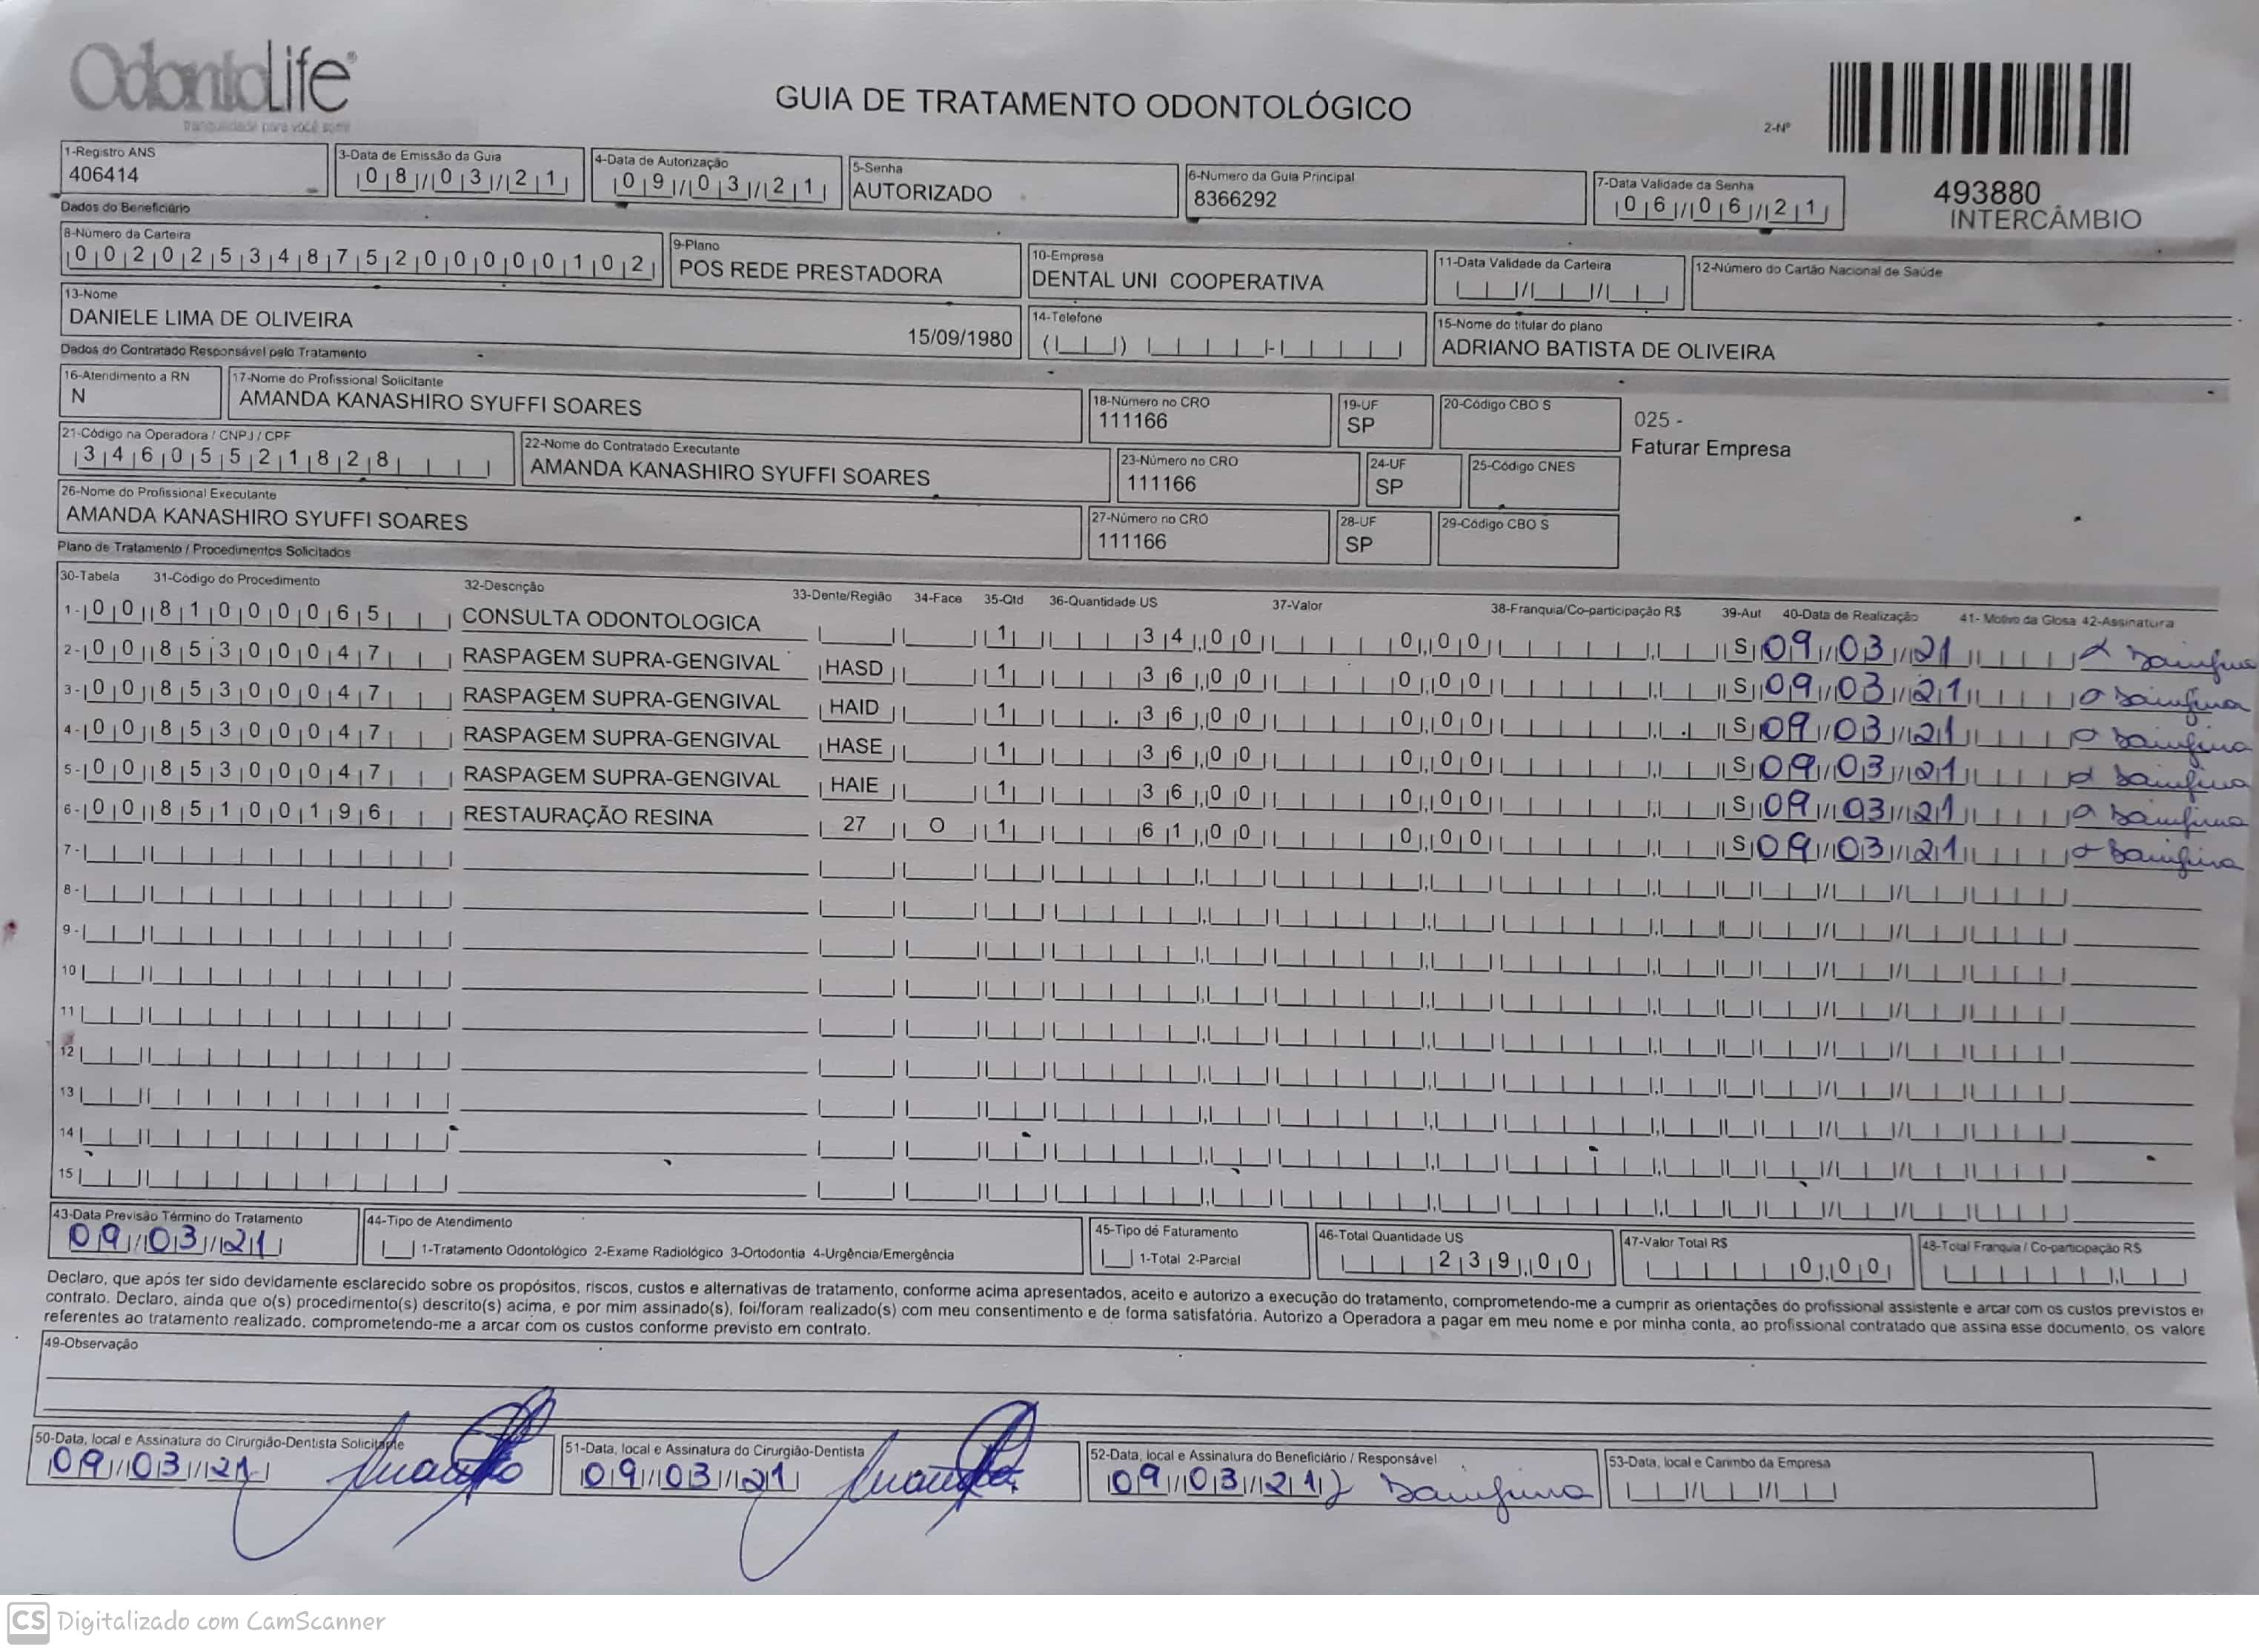 OdontoLife®
tranquilidade para você sorrir
GUIA DE TRATAMENTO ODONTOLÓGICO
2-Nº
493880
INTERCÂMBIO
1-Registro ANS
406414
3-Data de Emissão da Guia
08/03/21
4-Data de Autorização
09/03/21
5-Senha
AUTORIZADO
6-Número da Guia Principal
8366292
7-Data Validade da Senha
06/06/21
Dados do Beneficiário
8-Número da Carteira
00202534875200000102
9-Plano
POS REDE PRESTADORA
10-Empresa
DENTAL UNI COOPERATIVA
11-Data Validade da Carteira
12-Número do Cartão Nacional de Saúde
13-Nome
DANIELE LIMA DE OLIVEIRA 15/09/1980
14-Telefone
15-Nome do titular do plano
ADRIANO BATISTA DE OLIVEIRA
Dados do Contratado Responsável pelo Tratamento
16-Atendimento a RN
N
17-Nome do Profissional Solicitante
AMANDA KANASHIRO SYUFFI SOARES
18-Número no CRO
111166
19-UF
SP
20-Código CBO S
025 -
Faturar Empresa
21-Código na Operadora / CNPJ / CPF
34605521828
22-Nome do Contratado Executante
AMANDA KANASHIRO SYUFFI SOARES
23-Número no CRO
111166
24-UF
SP
25-Código CNES
26-Nome do Profissional Executante
AMANDA KANASHIRO SYUFFI SOARES
27-Número no CRO
111166
28-UF
SP
29-Código CBO S
Plano de Tratamento / Procedimentos Solicitados
30-Tabela 31-Código do Procedimento 32-Descrição 33-Dente/Região 34-Face 35-Qtd 36-Quantidade US 37-Valor 38-Franquia/Co-participação R$ 39-Aut 40-Data de Realização 41- Motivo da Glosa 42-Assinatura
1- 00 81000065 CONSULTA ODONTOLOGICA 1 34,00 0,00 S 09/03/21
2- 00 85300047 RASPAGEM SUPRA-GENGIVAL HASD 1 36,00 0,00 S 09/03/21
3- 00 85300047 RASPAGEM SUPRA-GENGIVAL HAID 1 36,00 0,00 S 09/03/21
4- 00 85300047 RASPAGEM SUPRA-GENGIVAL HASE 1 36,00 0,00 S 09/03/21
5- 00 85300047 RASPAGEM SUPRA-GENGIVAL HAIE 1 36,00 0,00 S 09/03/21
6- 00 85100196 RESTAURAÇÃO RESINA 27 O 1 61,00 0,00 S 09/03/21
7-
8-
9-
10
11
12
13
14
15
43-Data Previsão Término do Tratamento
09/03/21
44-Tipo de Atendimento
1-Tratamento Odontológico 2-Exame Radiológico 3-Ortodontia 4-Urgência/Emergência
45-Tipo de Faturamento
1-Total 2-Parcial
46-Total Quantidade US
239,00
47-Valor Total R$
0,00
48-Total Franquia / Co-participação R$
Declaro, que após ter sido devidamente esclarecido sobre os propósitos, riscos, custos e alternativas de tratamento, conforme acima apresentados, aceito e autorizo a execução do tratamento, comprometendo-me a cumprir as orientações do profissional assistente e arcar com os custos previstos e
contrato. Declaro, ainda que o(s) procedimento(s) descrito(s) acima, e por mim assinado(s), foi/foram realizado(s) com meu consentimento e de forma satisfatória. Autorizo a Operadora a pagar em meu nome e por minha conta, ao profissional contratado que assina esse documento, os valore
referentes ao tratamento realizado, comprometendo-me a arcar com os custos conforme previsto em contrato.
49-Observação
50-Data, local e Assinatura do Cirurgião-Dentista Solicitante
09/03/21
51-Data, local e Assinatura do Cirurgião-Dentista
09/03/21
52-Data, local e Assinatura do Beneficiário / Responsável
09/03/21
53-Data, local e Carimbo da Empresa
CS Digitalizado com CamScanner